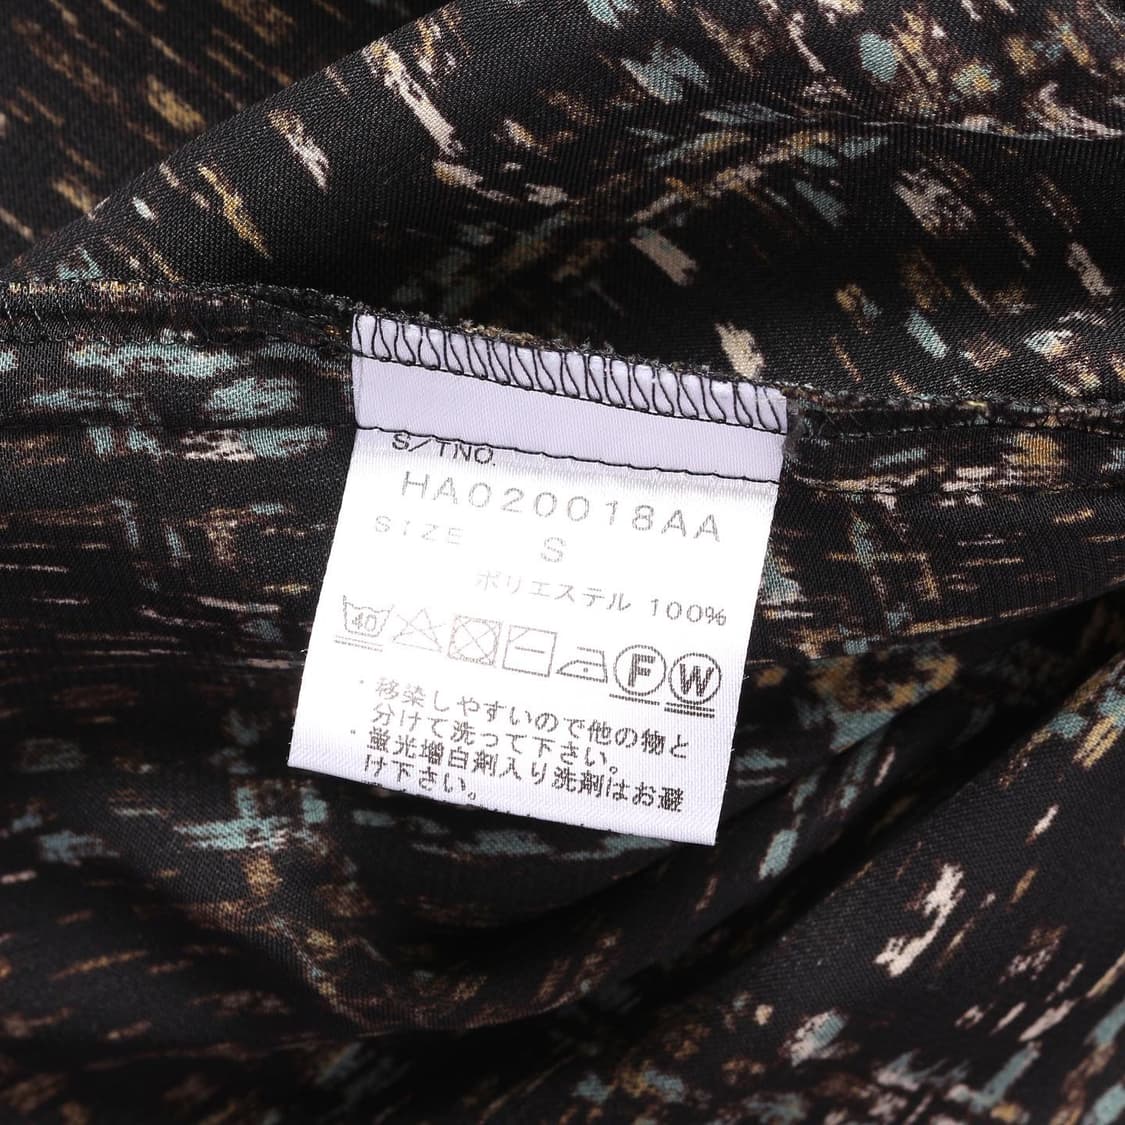 S/TNO.
HA020018AA
SIZE S
ポリエステル 100%
40 F W
・移染しやすいので他の物と
分けて洗って下さい。
・蛍光増白剤入り洗剤はお避
け下さい。